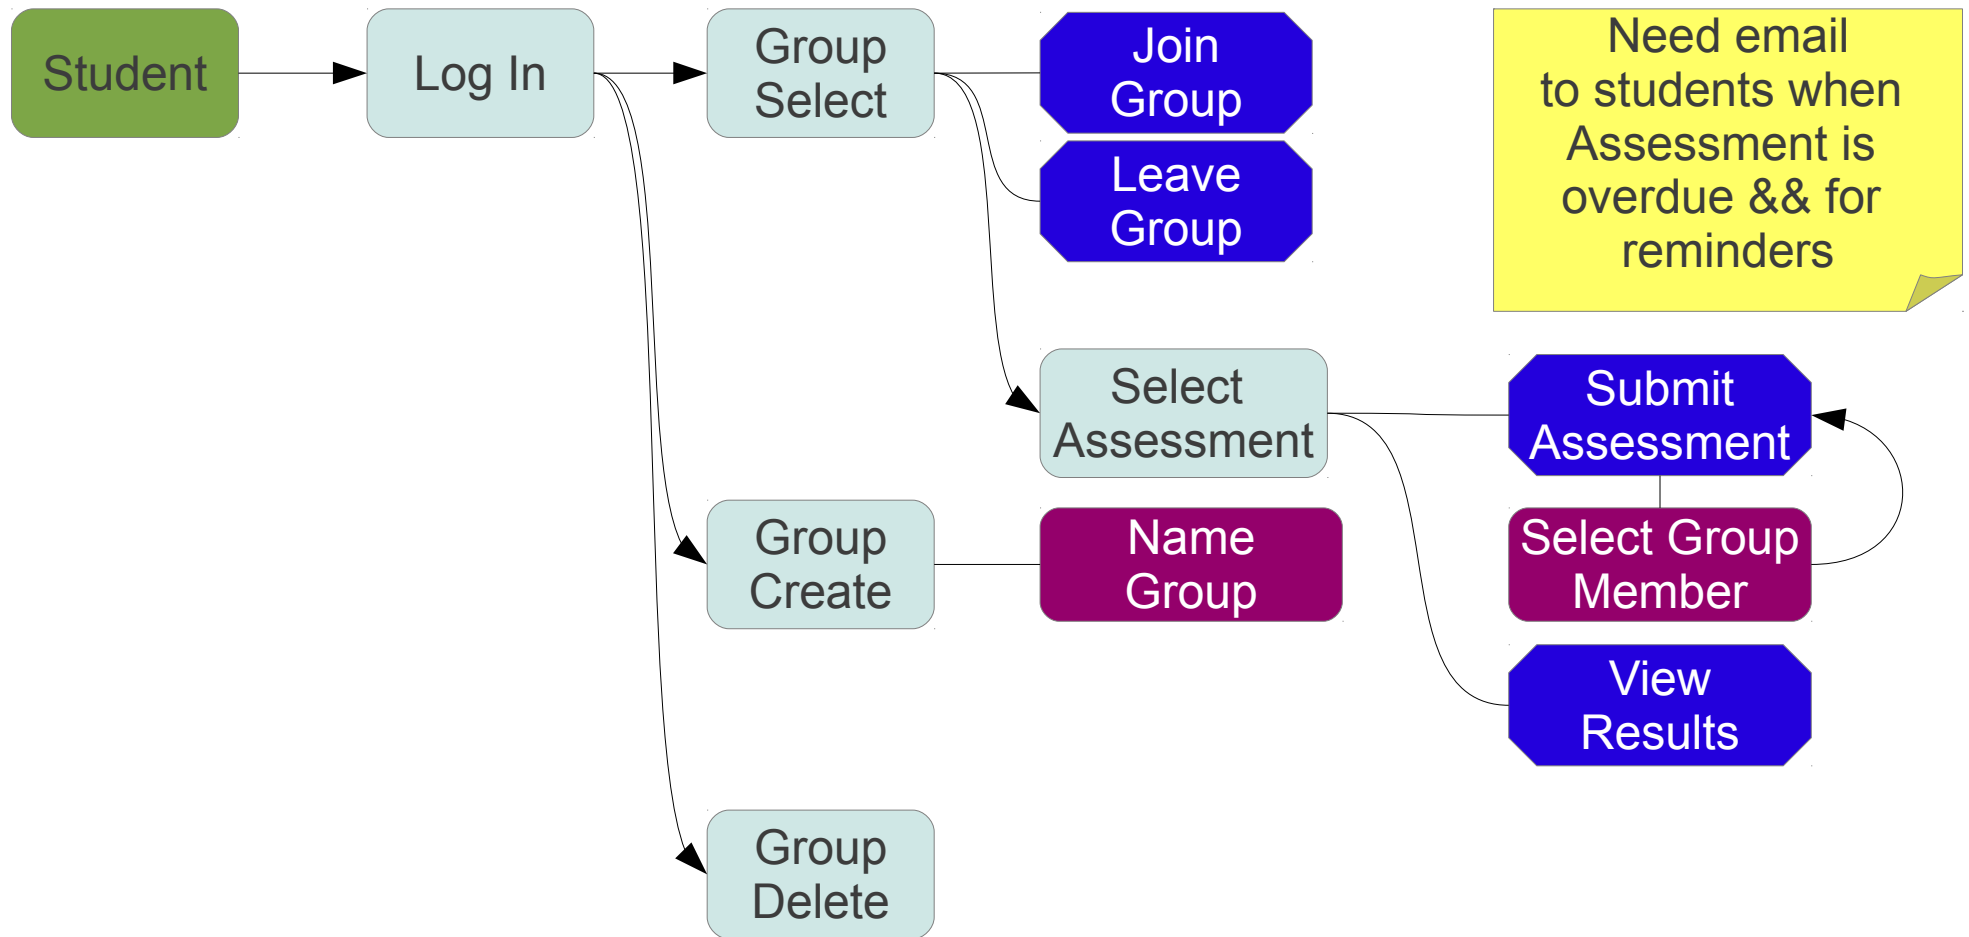 Student
Log In
Group
Select
Join
Group
Leave
Group
Need email
to students when
Assessment is
overdue && for
reminders
Select
Assessment
Submit
Assessment
Group
Create
Name
Group
Select Group
Member
View
Results
Group
Delete